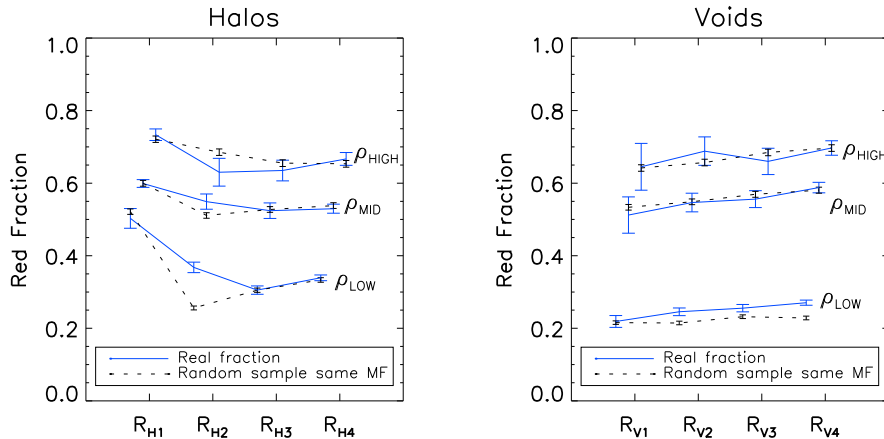 Halos
1.0
0.8
0.6
0.4
0.2
0.0
Red Fraction
ρHIGH
ρMID
ρLOW
Real fraction
Random sample same MF
RH1 RH2 RH3 RH4
Voids
1.0
0.8
0.6
0.4
0.2
0.0
Red Fraction
ρHIGH
ρMID
ρLOW
Real fraction
Random sample same MF
RV1 RV2 RV3 RV4